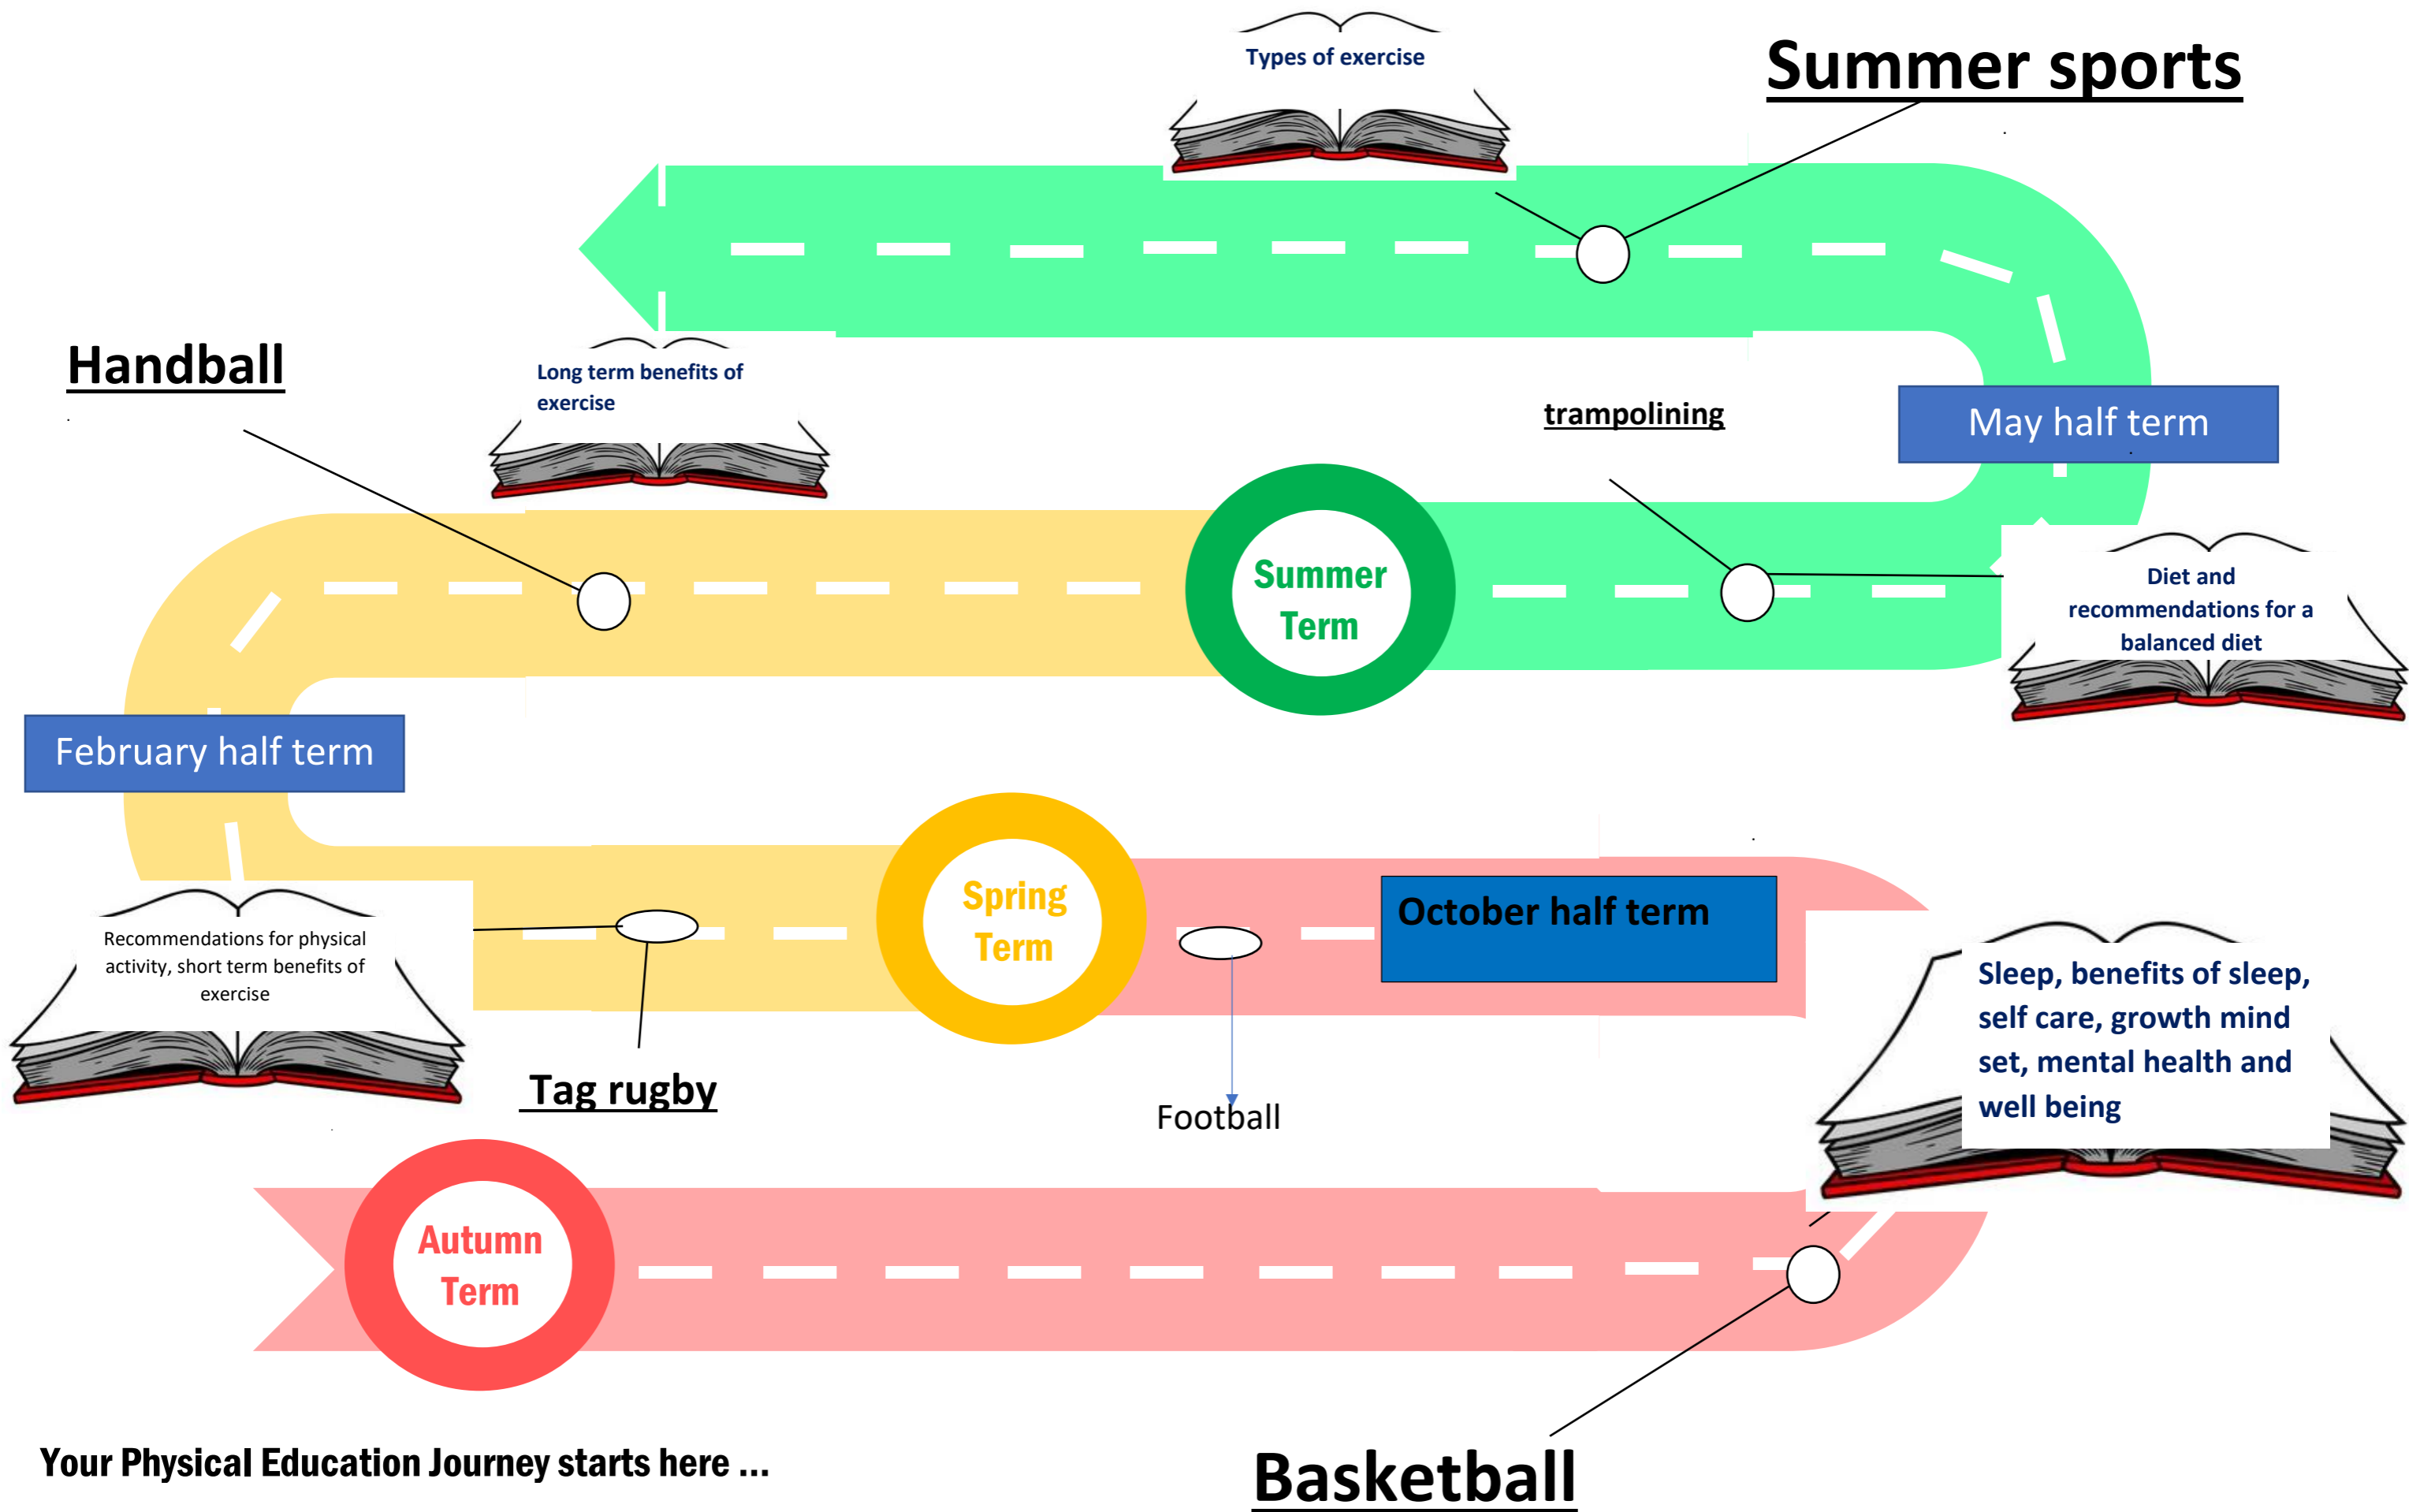 Types of exercise
Summer sports
Handball
Long term benefits of
exercise
trampolining
May half term
Summer
Term
Diet and
recommendations for a
balanced diet
February half term
Spring
Term
October half term
Recommendations for physical
activity, short term benefits of
exercise
Sleep, benefits of sleep,
self care, growth mind
set, mental health and
well being
Tag rugby
Football
Autumn
Term
Your Physical Education Journey starts here ...
Basketball